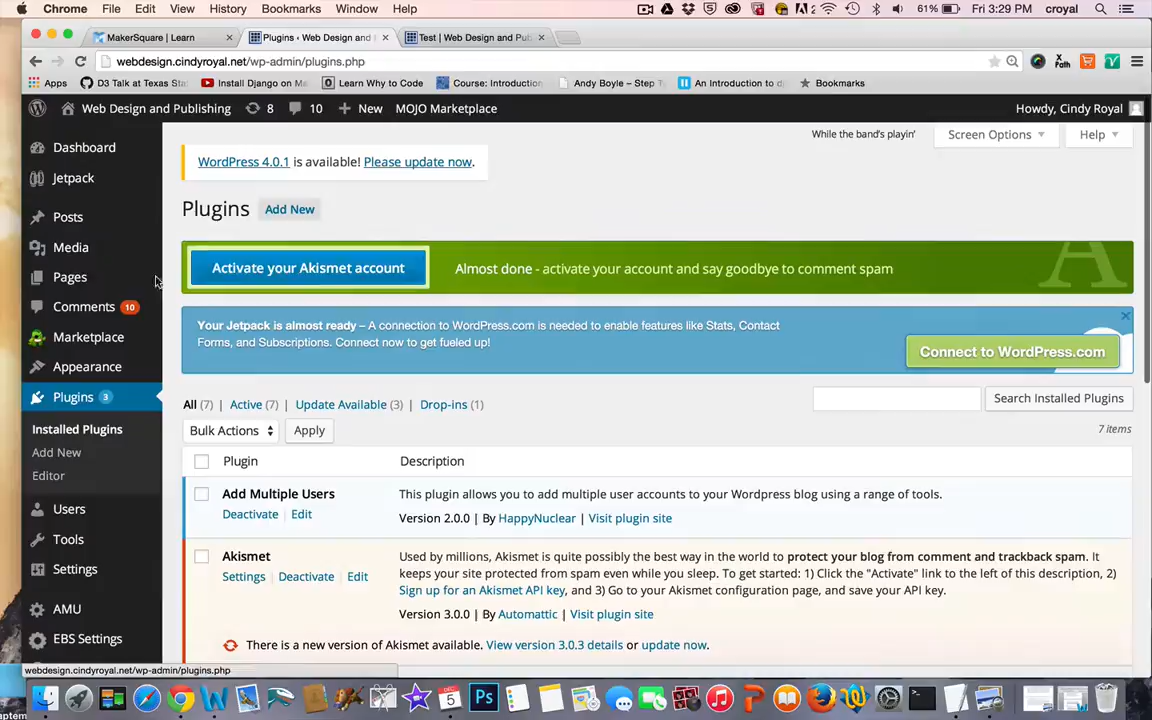 Chrome File Edit View History Bookmarks Window Help 61% Fri 3:29 PM croyal
MakerSquare | Learn Plugins ‹ Web Design and Test | Web Design and Pub
webdesign.cindyroyal.net/wp-admin/plugins.php
Apps D3 Talk at Texas Sta Install Django on Me Learn Why to Code Course: Introduction Andy Boyle – Step An Introduction to di Bookmarks
Web Design and Publishing 8 10 New MOJO Marketplace Howdy, Cindy Royal
While the band's playin' Screen Options Help
Dashboard
WordPress 4.0.1 is available! Please update now.
Jetpack
Plugins Add New
Posts
Media
Activate your Akismet account Almost done - activate your account and say goodbye to comment spam A
Pages
Comments 10
Your Jetpack is almost ready – A connection to WordPress.com is needed to enable features like Stats, Contact
Forms, and Subscriptions. Connect now to get fueled up!
Connect to WordPress.com
Marketplace
Appearance
Plugins 3
All (7) | Active (7) | Update Available (3) | Drop-ins (1) Search Installed Plugins
Installed Plugins
Bulk Actions Apply 7 items
Add New
Plugin Description
Editor
Add Multiple Users This plugin allows you to add multiple user accounts to your Wordpress blog using a range of tools.
Users
Deactivate | Edit Version 2.0.0 | By HappyNuclear | Visit plugin site
Tools
Akismet Used by millions, Akismet is quite possibly the best way in the world to protect your blog from comment and trackback spam. It
Settings
Settings | Deactivate | Edit keeps your site protected from spam even while you sleep. To get started: 1) Click the "Activate" link to the left of this description, 2)
Sign up for an Akismet API key, and 3) Go to your Akismet configuration page, and save your API key.
AMU
Version 3.0.0 | By Automattic | Visit plugin site
EBS Settings
There is a new version of Akismet available. View version 3.0.3 details or update now.
webdesign.cindyroyal.net/wp-admin/plugins.php
5 Ps